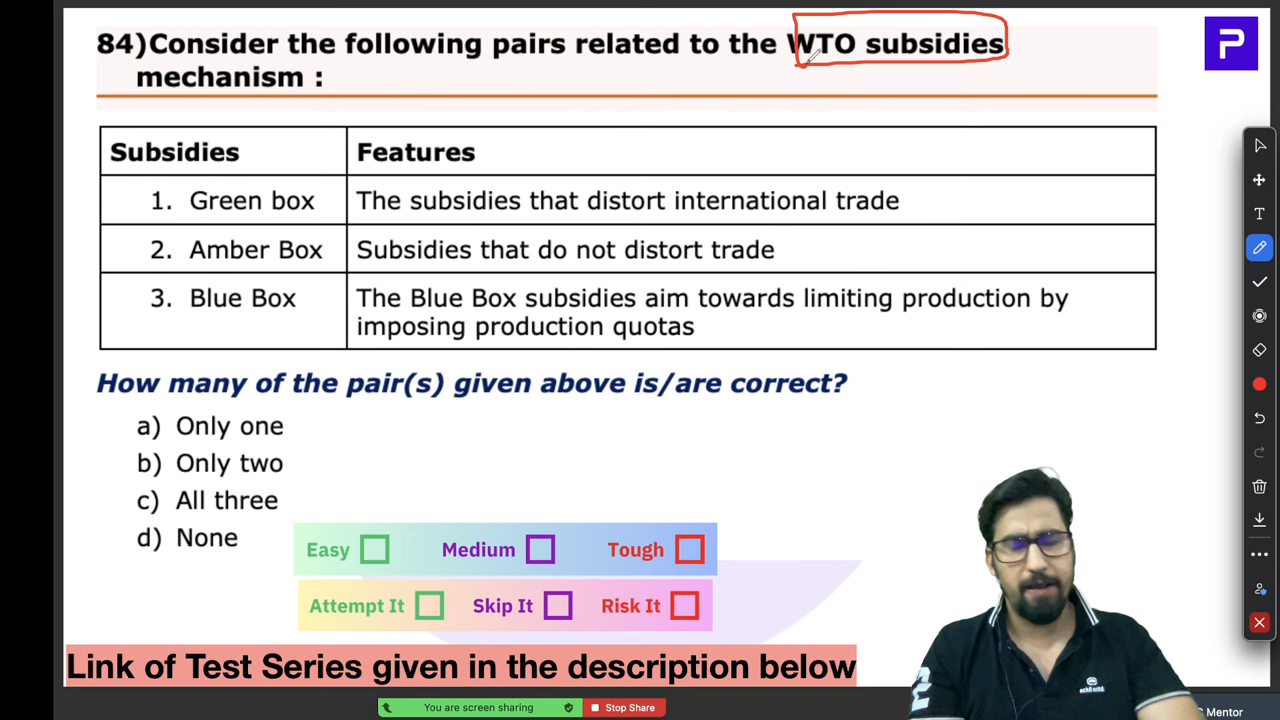 84)Consider the following pairs related to the WTO subsidies
mechanism :
Subsidies
Features
1. Green box
The subsidies that distort international trade
2. Amber Box
Subsidies that do not distort trade
3. Blue Box
The Blue Box subsidies aim towards limiting production by
imposing production quotas
How many of the pair(s) given above is/are correct?
a) Only one
b) Only two
c) All three
d) None
Easy Medium Tough
Attempt It Skip It Risk It
Link of Test Series given in the description below
You are screen sharing Stop Share
Mentor